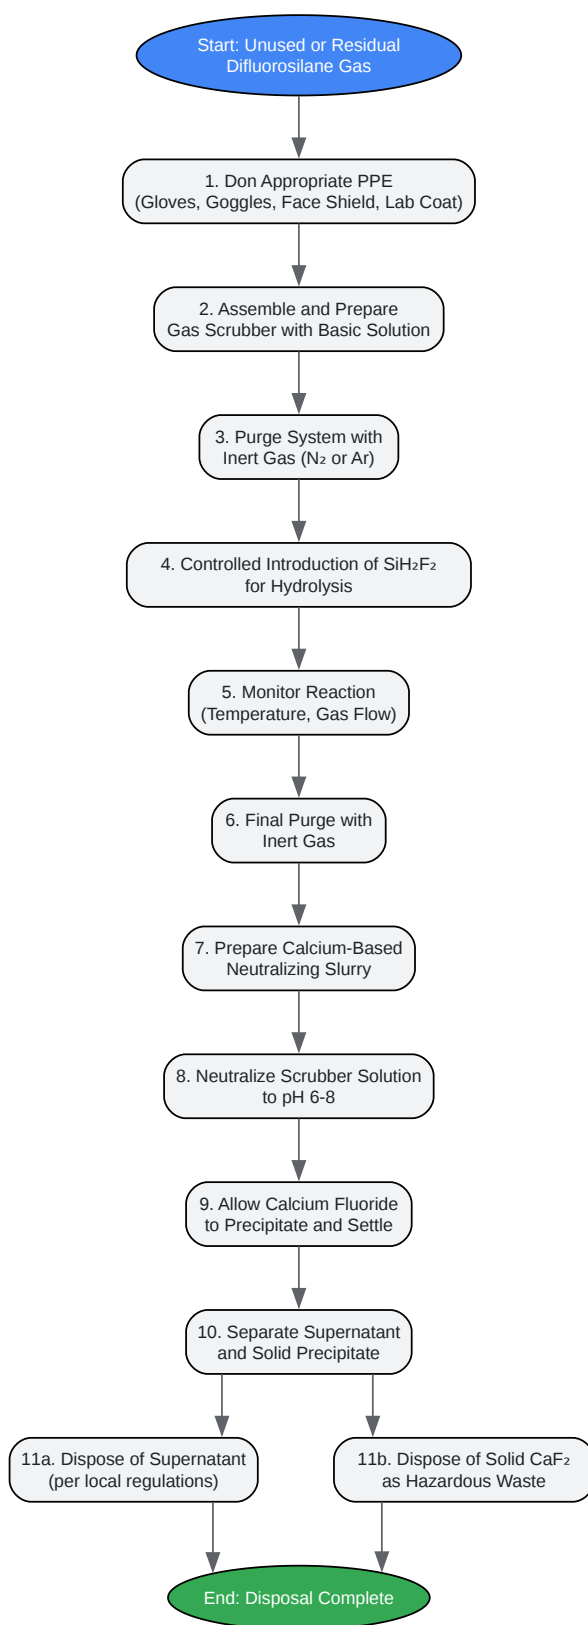 Start: Unused or Residual
Difluorosilane Gas
1. Don Appropriate PPE
(Gloves, Goggles, Face Shield, Lab Coat)
2. Assemble and Prepare
Gas Scrubber with Basic Solution
3. Purge System with
Inert Gas (N₂ or Ar)
4. Controlled Introduction of SiH₂F₂
for Hydrolysis
5. Monitor Reaction
(Temperature, Gas Flow)
6. Final Purge with
Inert Gas
7. Prepare Calcium-Based
Neutralizing Slurry
8. Neutralize Scrubber Solution
to pH 6-8
9. Allow Calcium Fluoride
to Precipitate and Settle
10. Separate Supernatant
and Solid Precipitate
11a. Dispose of Supernatant
(per local regulations)
11b. Dispose of Solid CaF₂
as Hazardous Waste
End: Disposal Complete